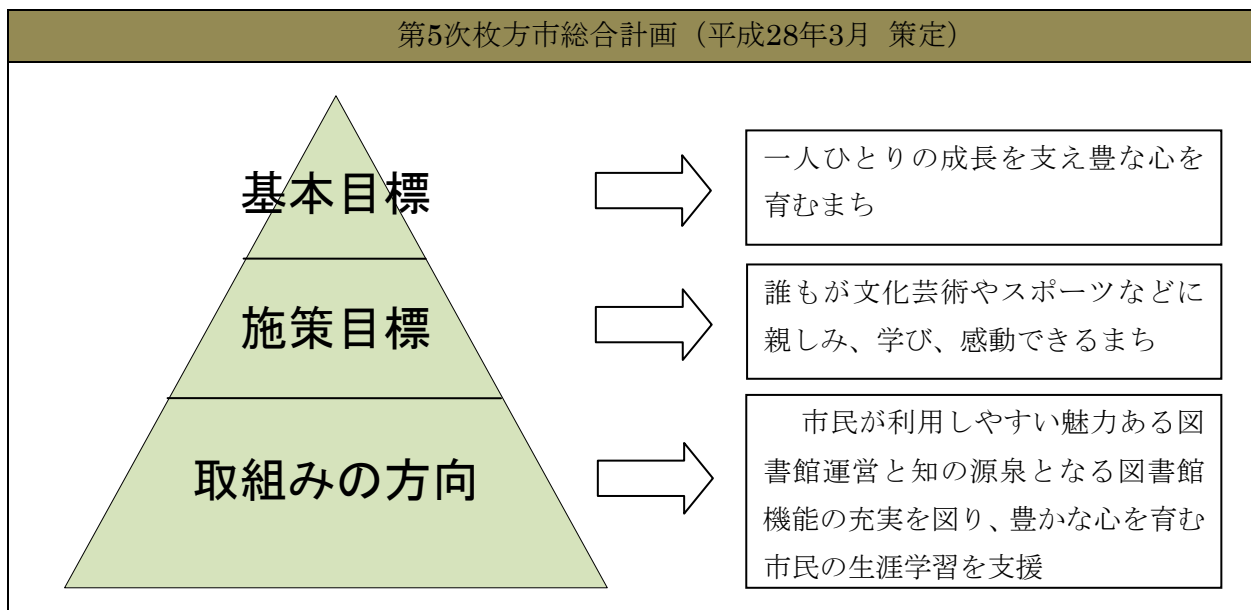 第5次枚方市総合計画（平成28年3月 策定）
基本目標
一人ひとりの成長を支え豊な心を
育むまち
施策目標
誰もが文化芸術やスポーツなどに
親しみ、学び、感動できるまち
取組みの方向
市民が利用しやすい魅力ある図
書館運営と知の源泉となる図書館
機能の充実を図り、豊かな心を育む
市民の生涯学習を支援